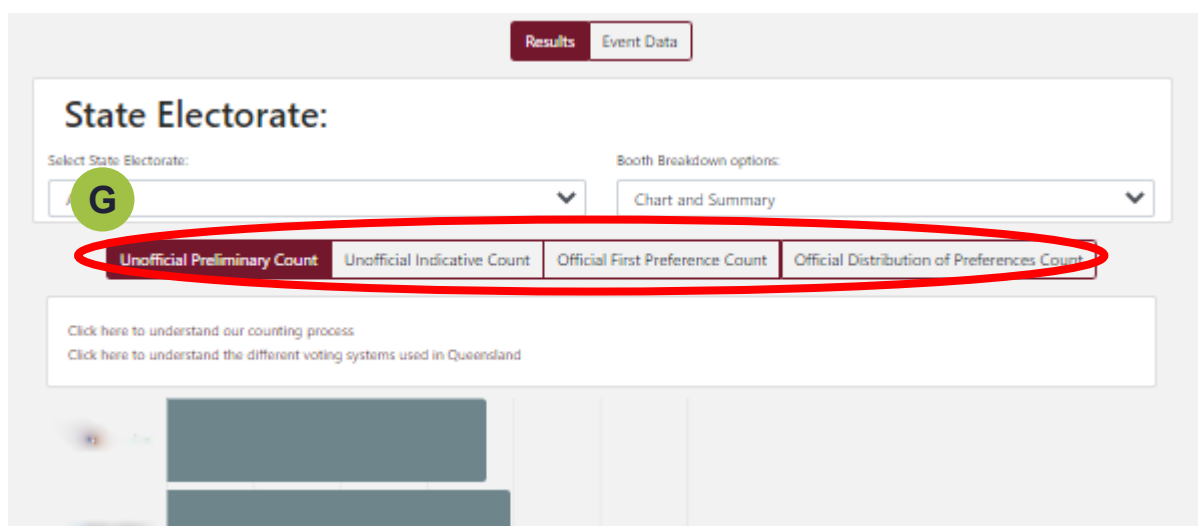 Results Event Data
State Electorate:
Select State Electorate: Booth Breakdown options:
G Chart and Summary
Unofficial Preliminary Count Unofficial Indicative Count Official First Preference Count Official Distribution of Preferences Count
Click here to understand our counting process
Click here to understand the different voting systems used in Queensland